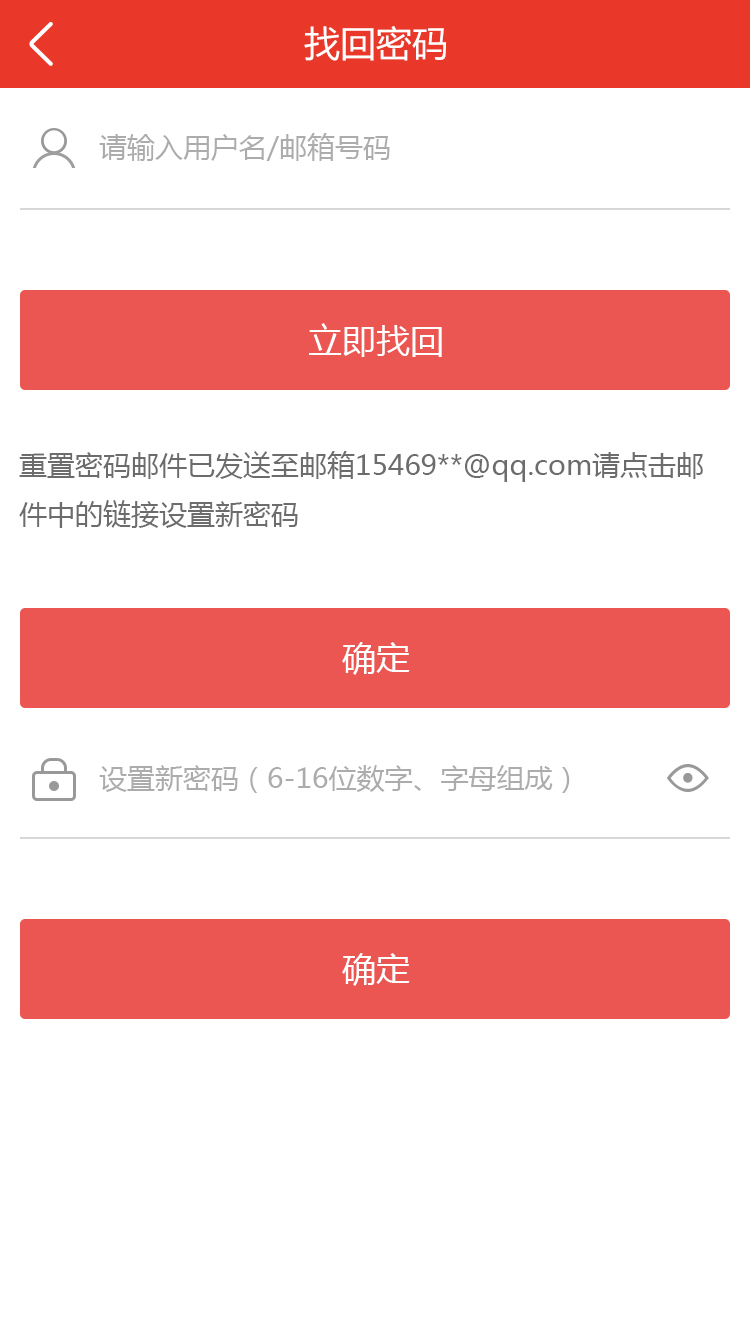 找回密码
请输入用户名/邮箱号码
立即找回
重置密码邮件已发送至邮箱15469**@qq.com请点击邮
件中的链接设置新密码
确定
设置新密码（6-16位数字、字母组成）
确定